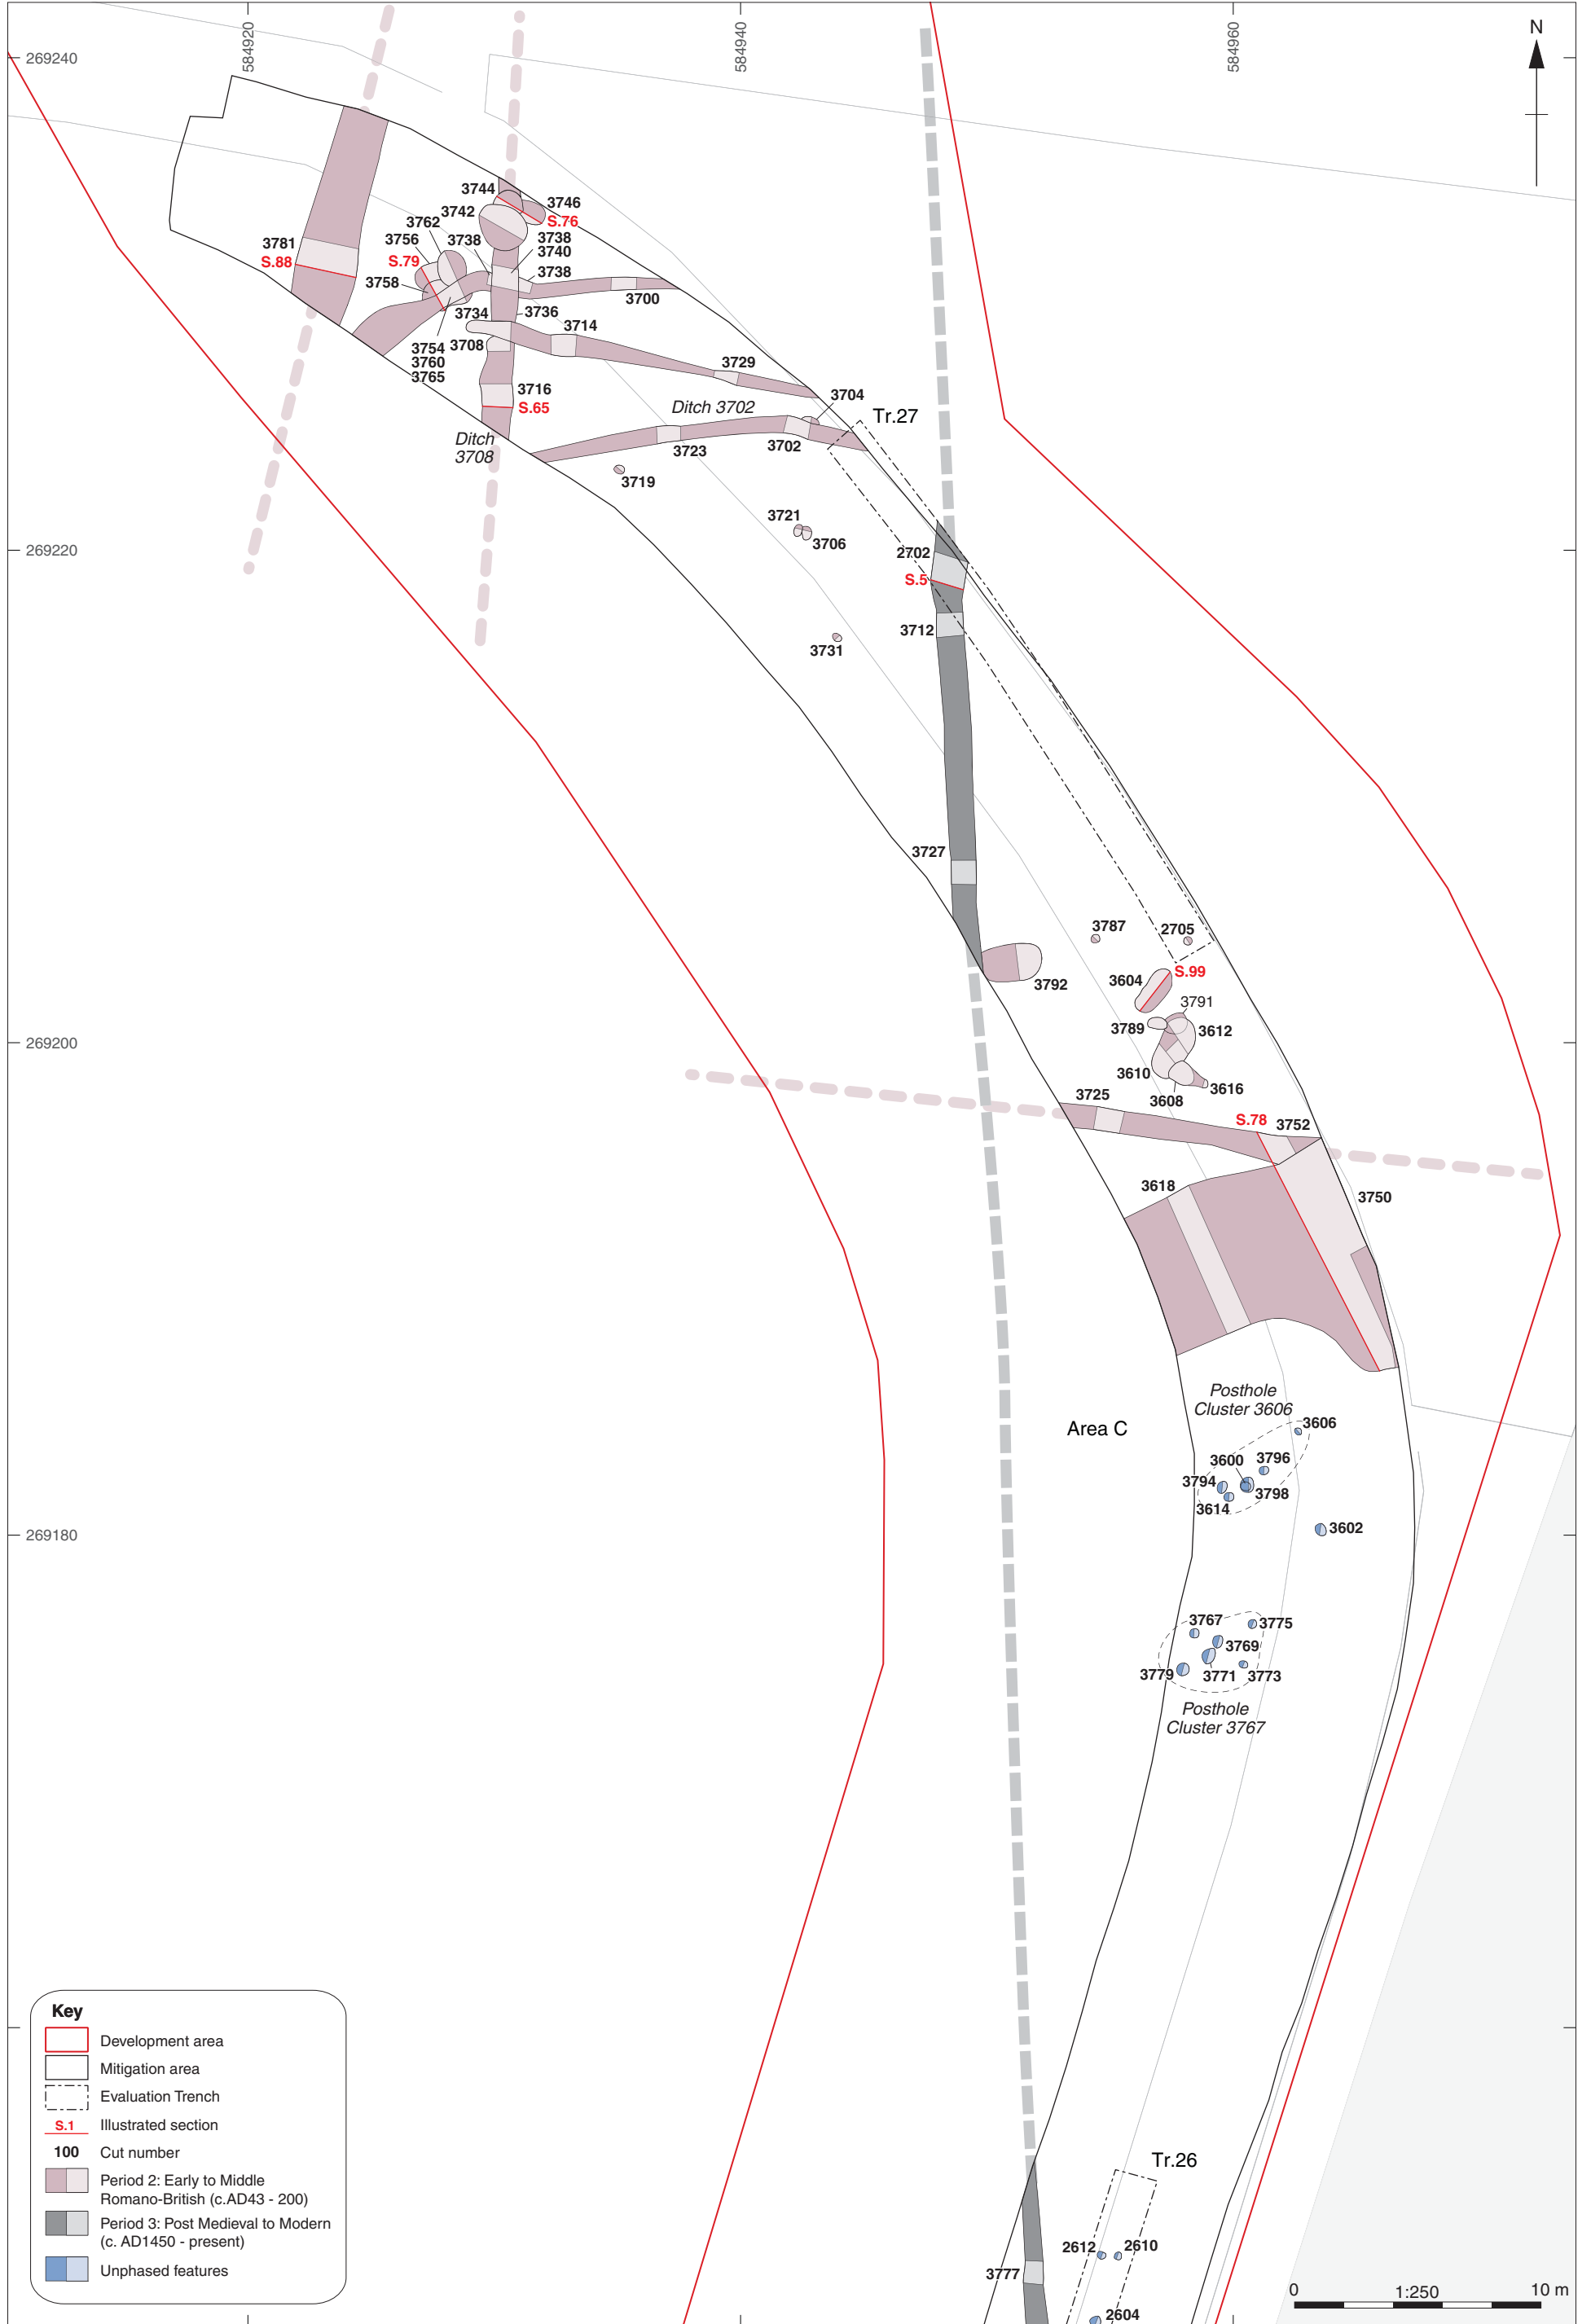 584920
584940
584960
N
269240
3744
3746
3742
S.76
3762
3738
3738
3756
3740
3781
S.79
S.88
3738
3758
3700
3734
3736
3714
3754
3708
3760
3765
3729
3716
3704
S.65
Ditch 3702
Tr.27
Ditch
3708
3723
3702
3719
3721
3706
269220
2702
S.5
3712
3731
3727
3787
2705
S.99
3604
3792
3791
3789
3612
269200
3610
3616
3608
3725
S.78
3752
3618
3750
Posthole
Cluster 3606
Area C
3606
3600
3796
3794
3798
3614
269180
3602
3767
3775
3769
3779
3771
3773
Posthole
Cluster 3767
Tr.26
2612
2610
3777
2604
Key
Development area
Mitigation area
Evaluation Trench
S.1
Illustrated section
100
Cut number
Period 2: Early to Middle
Romano-British (c.AD43 - 200)
Period 3: Post Medieval to Modern
(c. AD1450 - present)
Unphased features
0
1:250
10 m